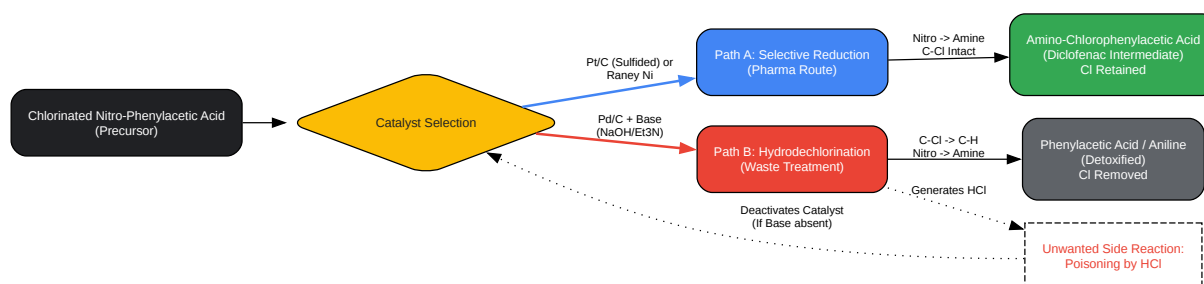 Chlorinated Nitro-Phenylacetic Acid
(Precursor)
Catalyst Selection
Pt/C (Sulfided) or
Raney Ni
Pd/C + Base
(NaOH/Et3N)
Path A: Selective Reduction
(Pharma Route)
Nitro -> Amine
C-Cl Intact
Amino-Chlorophenylacetic Acid
(Diclofenac Intermediate)
Cl Retained
Path B: Hydrodechlorination
(Waste Treatment)
C-Cl -> C-H
Nitro -> Amine
Phenylacetic Acid / Aniline
(Detoxified)
Cl Removed
Generates HCl
Deactivates Catalyst
(If Base absent)
Unwanted Side Reaction:
Poisoning by HCl